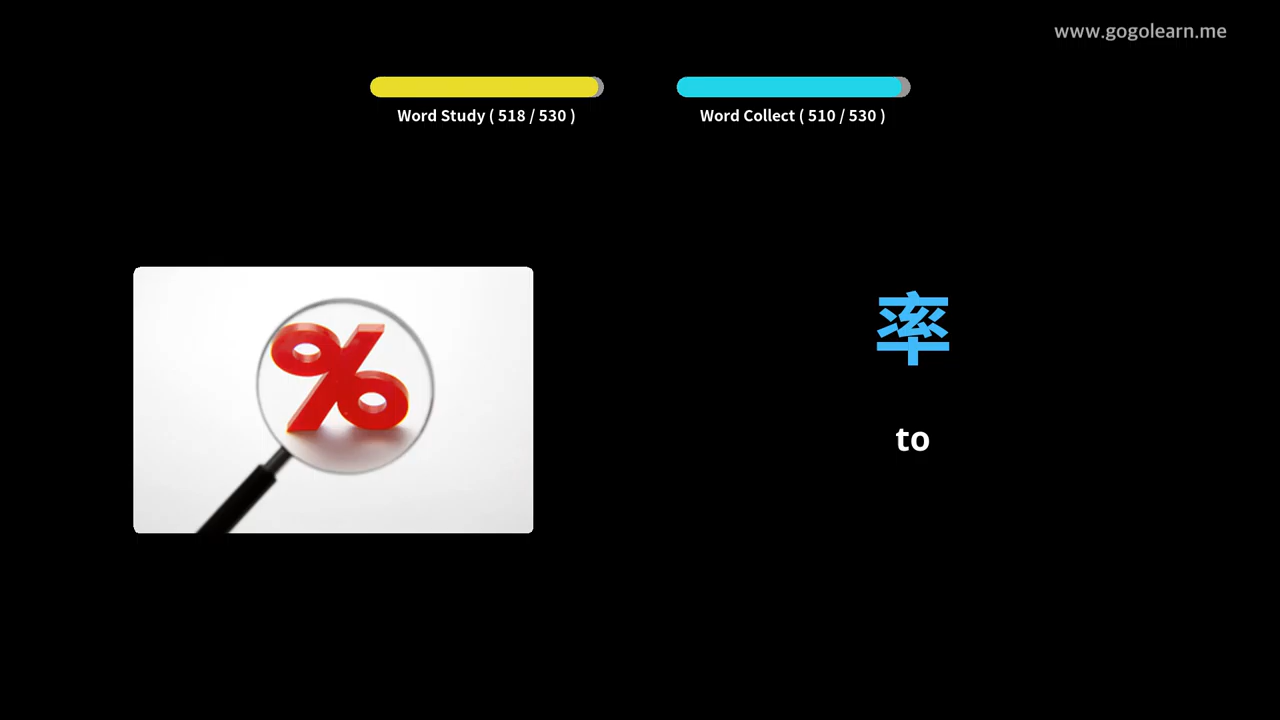 www.gogolearn.me
Word Study ( 518 / 530 )
Word Collect ( 510 / 530 )
%
率
to